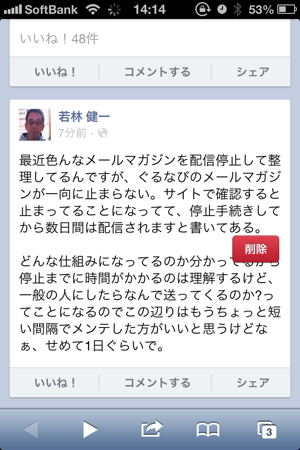 SoftBank 14:14 53%
いいね！48件
いいね！ コメントする シェア
若林 健一
7分前
最近色んなメールマガジンを配信停止して整
理してるんですが、ぐるなびのメールマガジ
ンが一向に止まらない。サイトで確認すると
止まってることになってて、停止手続きして
から数日間は配信されますと書いてある。
削除
どんな仕組みになってるのか分かってるから
停止までに時間がかかるのは理解するけど、
一般の人にしたらなんで送ってくるのか?っ
てことになるのでこの辺りはもうちょっと短
い間隔でメンテした方がいいと思うけどな
ぁ、せめて1日ぐらいで。
いいね！ コメントする シェア
3